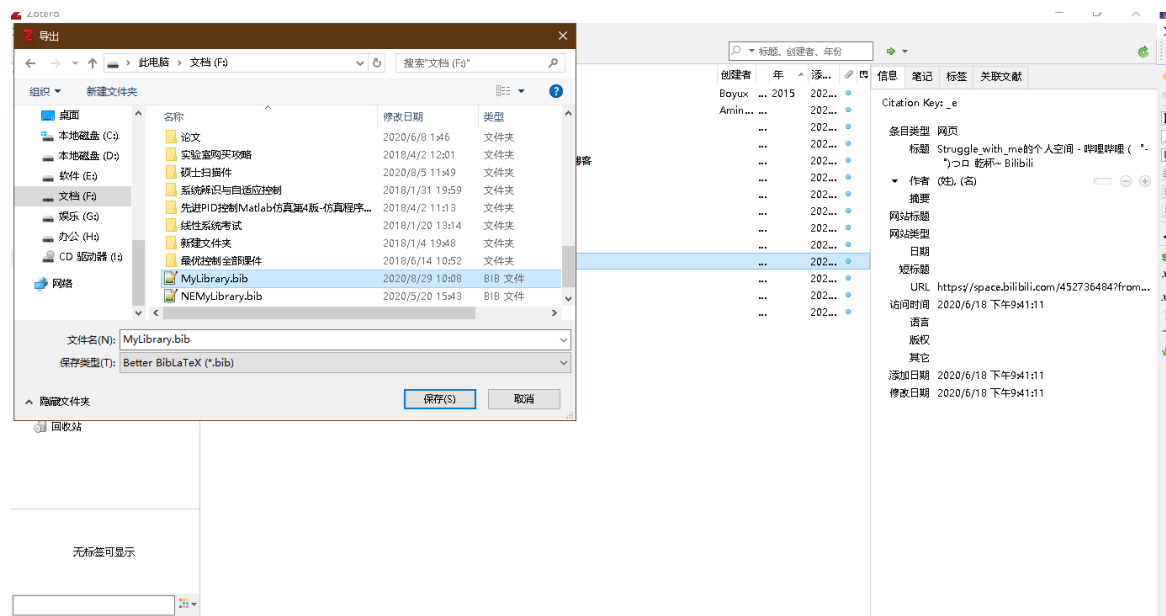 Zotero
导出
此电脑 › 文档 (F:)
搜索"文档 (F:)"
组织
新建文件夹
桌面
本地磁盘 (C:)
本地磁盘 (D:)
软件 (E:)
文档 (F:)
娱乐 (G:)
办公 (H:)
CD 驱动器 (I:)
网络
名称 修改日期 类型
论文 2020/6/8 1:46 文件夹
实验室购买攻略 2018/4/2 12:01 文件夹
硕士扫描件 2020/8/5 11:49 文件夹
系统辨识与自适应控制 2018/1/31 19:59 文件夹
先进PID控制Matlab仿真第4版-仿真程序... 2018/4/2 11:13 文件夹
线性系统考试 2018/1/20 13:14 文件夹
新建文件夹 2018/1/4 19:48 文件夹
最优控制全部课件 2018/6/14 10:52 文件夹
MyLibrary.bib 2020/8/29 10:08 BIB 文件
NEMyLibrary.bib 2020/5/20 15:43 BIB 文件
文件名(N): MyLibrary.bib
保存类型(T): Better BibLaTeX (*.bib)
隐藏文件夹
保存(S)
取消
回收站
无标签可显示
标题、创建者、年份
创建者 年 添...
Boyux ... 2015 202...
Amin... ... 202...
... 202...
... 202...
... 202...
... 202...
... 202...
... 202...
... 202...
... 202...
... 202...
... 202...
... 202...
... 202...
博客
信息 笔记 标签 关联文献
Citation Key: _e
条目类型 网页
标题 Struggle_with_me的个人空间 - 哔哩哔哩 ( ゜- ゜)つロ 乾杯~ Bilibili
作者 (姓), (名)
摘要
网站标题
网站类型
日期
短标题
URL https://space.bilibili.com/452736484?from...
访问时间 2020/6/18 下午9:41:11
语言
版权
其它
添加日期 2020/6/18 下午9:41:11
修改日期 2020/6/18 下午9:41:11